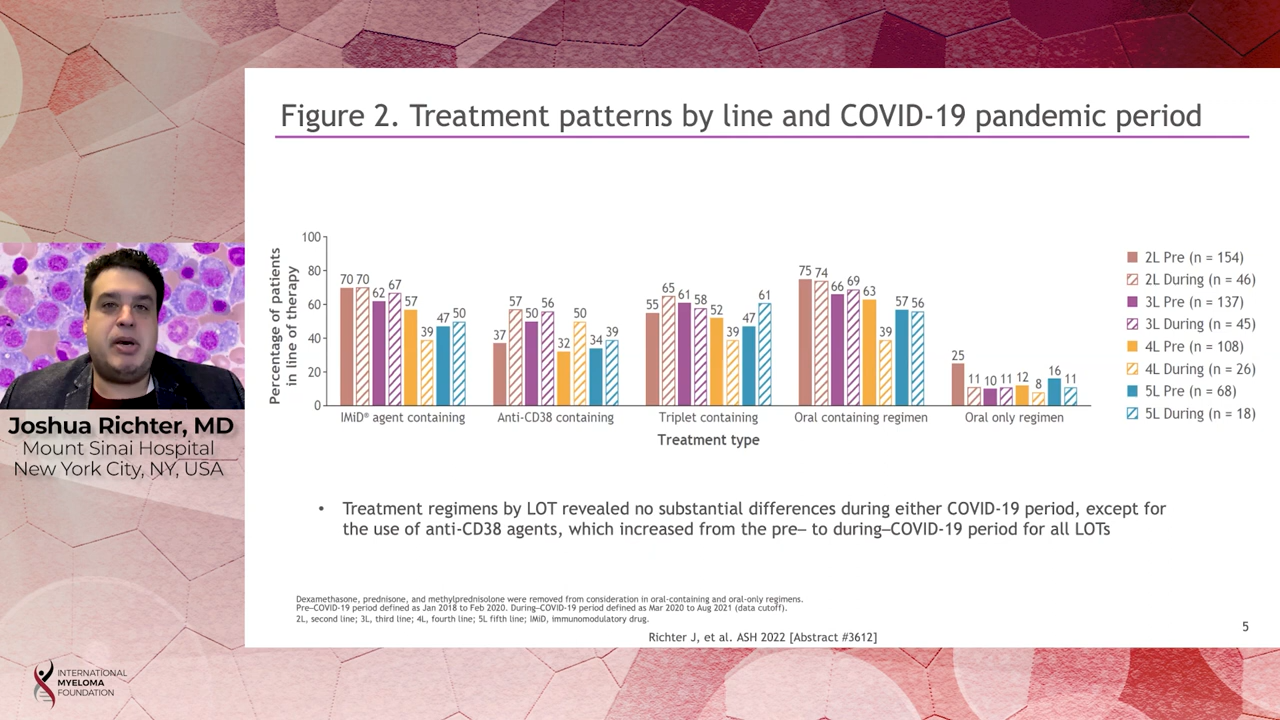 Figure 2. Treatment patterns by line and COVID-19 pandemic period
Percentage of patients
in line of therapy
100
80
60
40
20
0
70 70 62 67 57 39 47 50
37 57 50 56 32 50 34 39
55 65 61 58 52 39 47 61
75 74 66 69 63 39 57 56
25 11 10 11 12 8 16 11
IMiD® agent containing
Anti-CD38 containing
Triplet containing
Oral containing regimen
Oral only regimen
Treatment type
2L Pre (n = 154)
2L During (n = 46)
3L Pre (n = 137)
3L During (n = 45)
4L Pre (n = 108)
4L During (n = 26)
5L Pre (n = 68)
5L During (n = 18)
Joshua Richter, MD
Mount Sinai Hospital
New York City, NY, USA
• Treatment regimens by LOT revealed no substantial differences during either COVID-19 period, except for
the use of anti-CD38 agents, which increased from the pre– to during–COVID-19 period for all LOTs
Dexamethasone, prednisone, and methylprednisolone were removed from consideration in oral-containing and oral-only regimens.
Pre–COVID-19 period defined as Jan 2018 to Feb 2020. During–COVID-19 period defined as Mar 2020 to Aug 2021 (data cutoff).
2L, second line; 3L, third line; 4L, fourth line; 5L fifth line; IMiD, immunomodulatory drug.
Richter J, et al. ASH 2022 [Abstract #3612]
5
INTERNATIONAL
MYELOMA
FOUNDATION